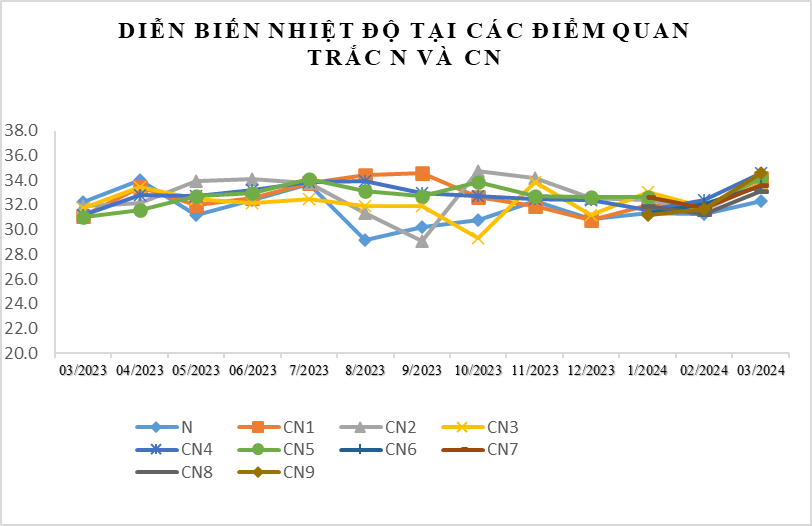 DIỄN BIẾN NHIỆT ĐỘ TẠI CÁC ĐIỂM QUAN
TRẮC N VÀ CN
38.0
36.0
34.0
32.0
30.0
28.0
26.0
24.0
22.0
20.0
03/2023 04/2023 05/2023 06/2023 7/2023 8/2023 9/2023 10/2023 11/2023 12/2023 1/2024 02/2024 03/2024
N CN1 CN2 CN3
CN4 CN5 CN6 CN7
CN8 CN9